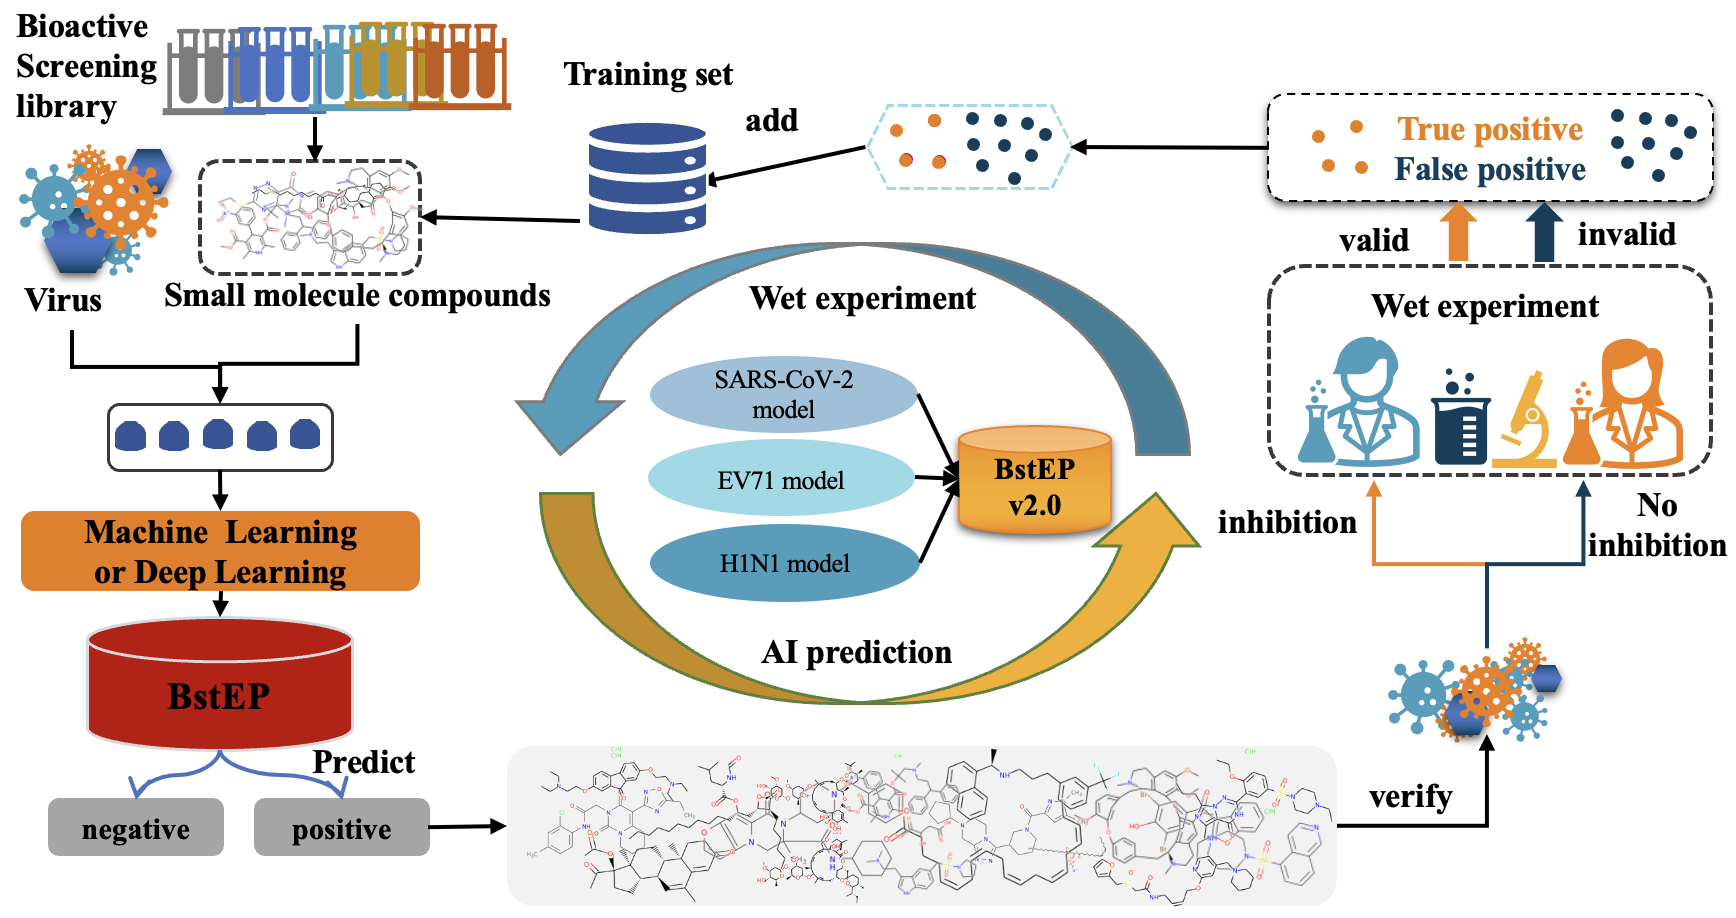 Bioactive
Screening
library
Training set
add
True positive
False positive
valid
invalid
Virus
Small molecule compounds
Wet experiment
Wet experiment
SARS-CoV-2
model
EV71 model
H1N1 model
BstEP
v2.0
inhibition
No
inhibition
Machine Learning
or Deep Learning
AI prediction
BstEP
Predict
negative
positive
verify